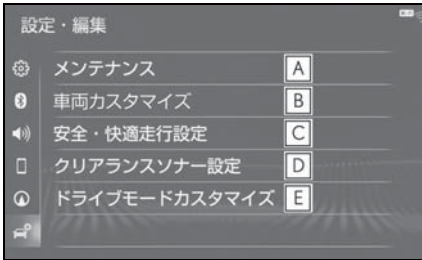 設定・編集
メンテナンス A
車両カスタマイズ B
安全・快適走行設定 C
クリアランスソナー設定 D
ドライブモードカスタマイズ E